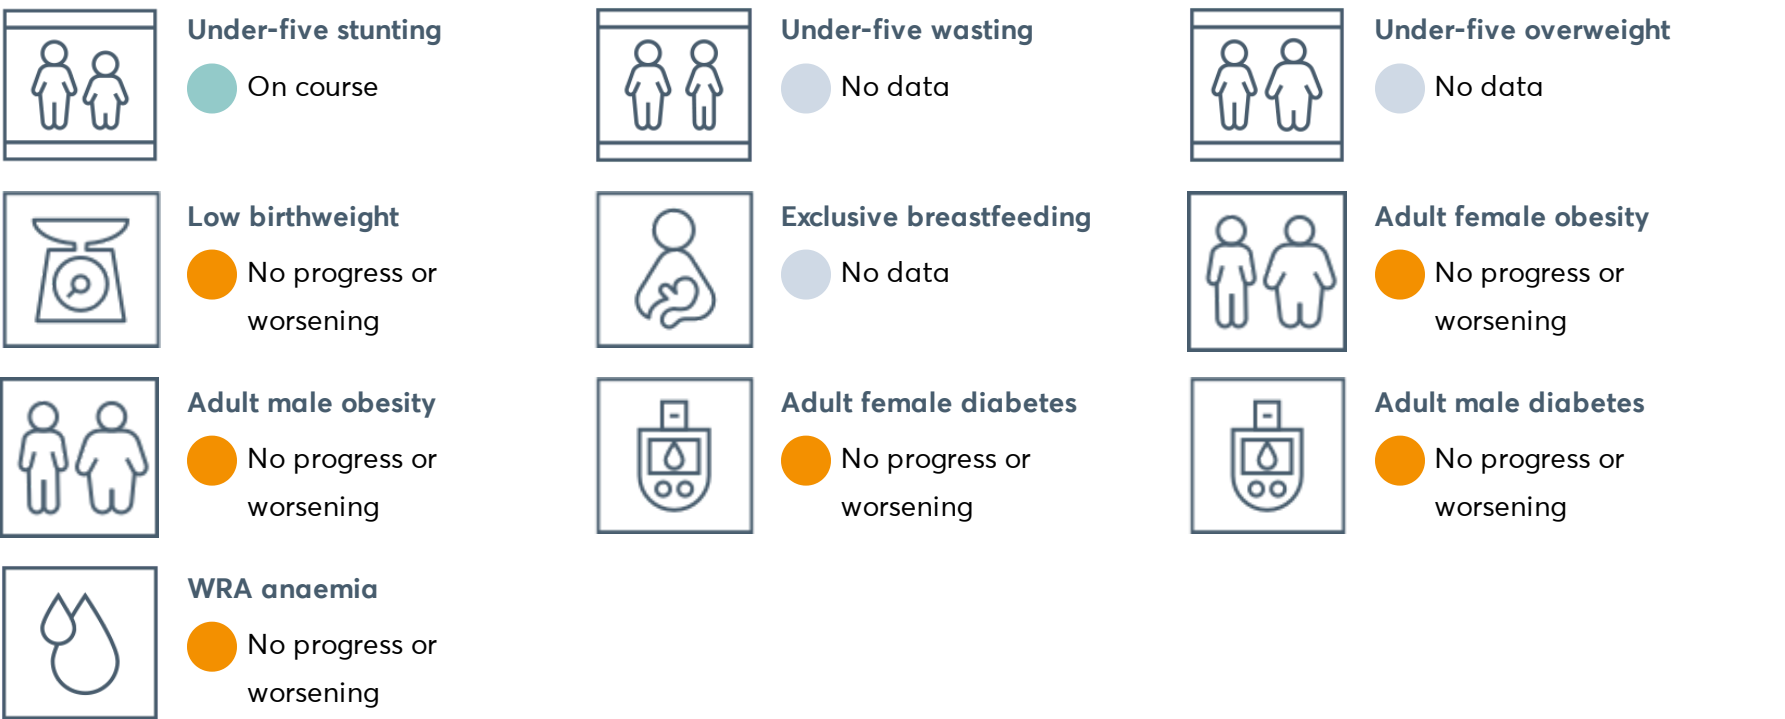 Under-five stunting
On course
Under-five wasting
No data
Under-five overweight
No data
Low birthweight
No progress or
worsening
Exclusive breastfeeding
No data
Adult female obesity
No progress or
worsening
Adult male obesity
No progress or
worsening
Adult female diabetes
No progress or
worsening
Adult male diabetes
No progress or
worsening
WRA anaemia
No progress or
worsening